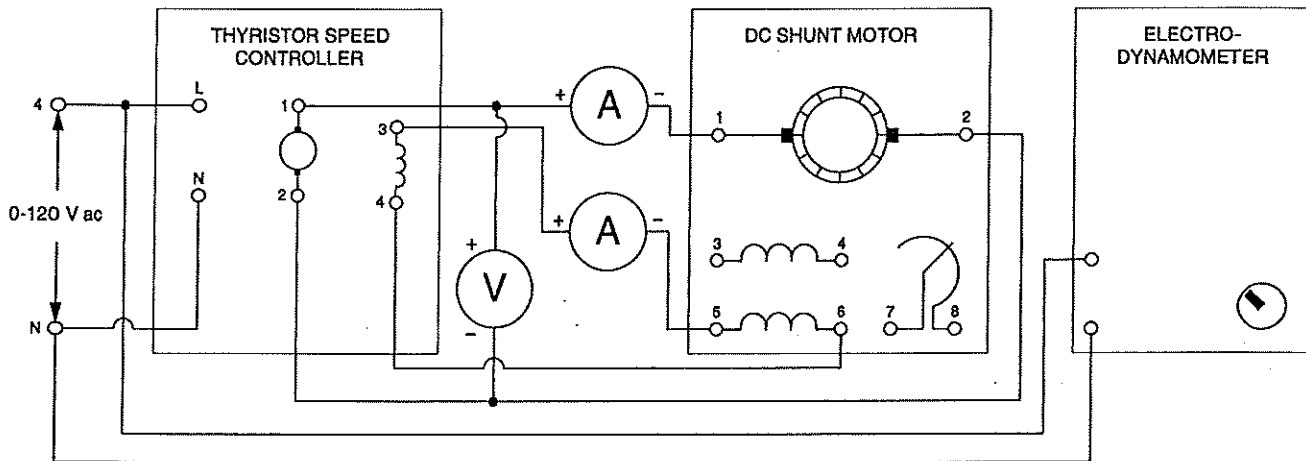 THYRISTOR SPEED
CONTROLLER
DC SHUNT MOTOR
ELECTRO-
DYNAMOMETER
4
L
1
3
+ A -
1
2
N
2
4
0-120 V ac
+ A -
3
4
+
V
-
N
5
6
7
8